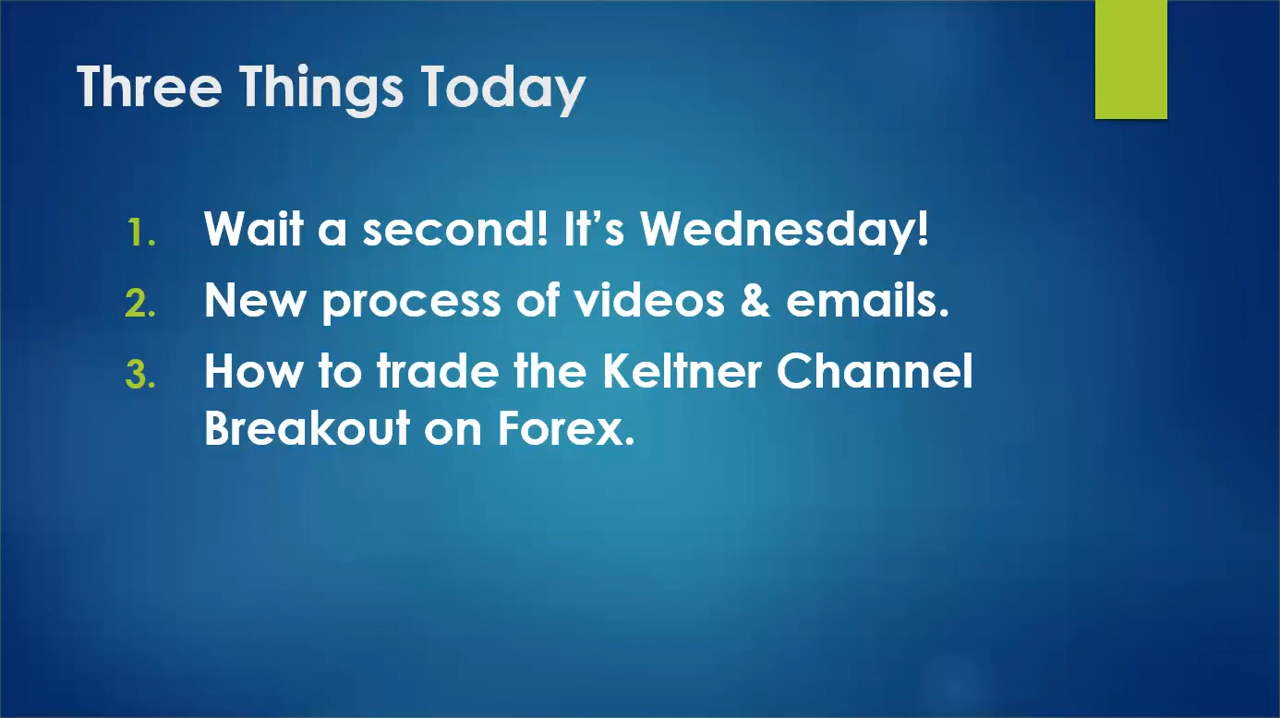 Three Things Today
1. Wait a second! It’s Wednesday!
2. New process of videos & emails.
3. How to trade the Keltner Channel
Breakout on Forex.